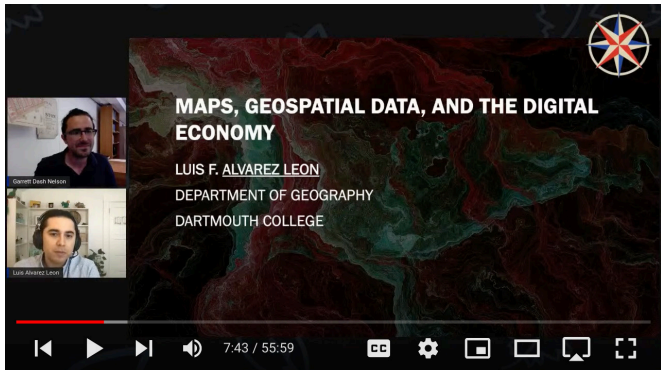 MAPS, GEOSPATIAL DATA, AND THE DIGITAL
ECONOMY
LUIS F. ALVAREZ LEON
DEPARTMENT OF GEOGRAPHY
DARTMOUTH COLLEGE
Garrett Dash Nelson
Luis Alvarez Leon
7:43 / 55:59
CC